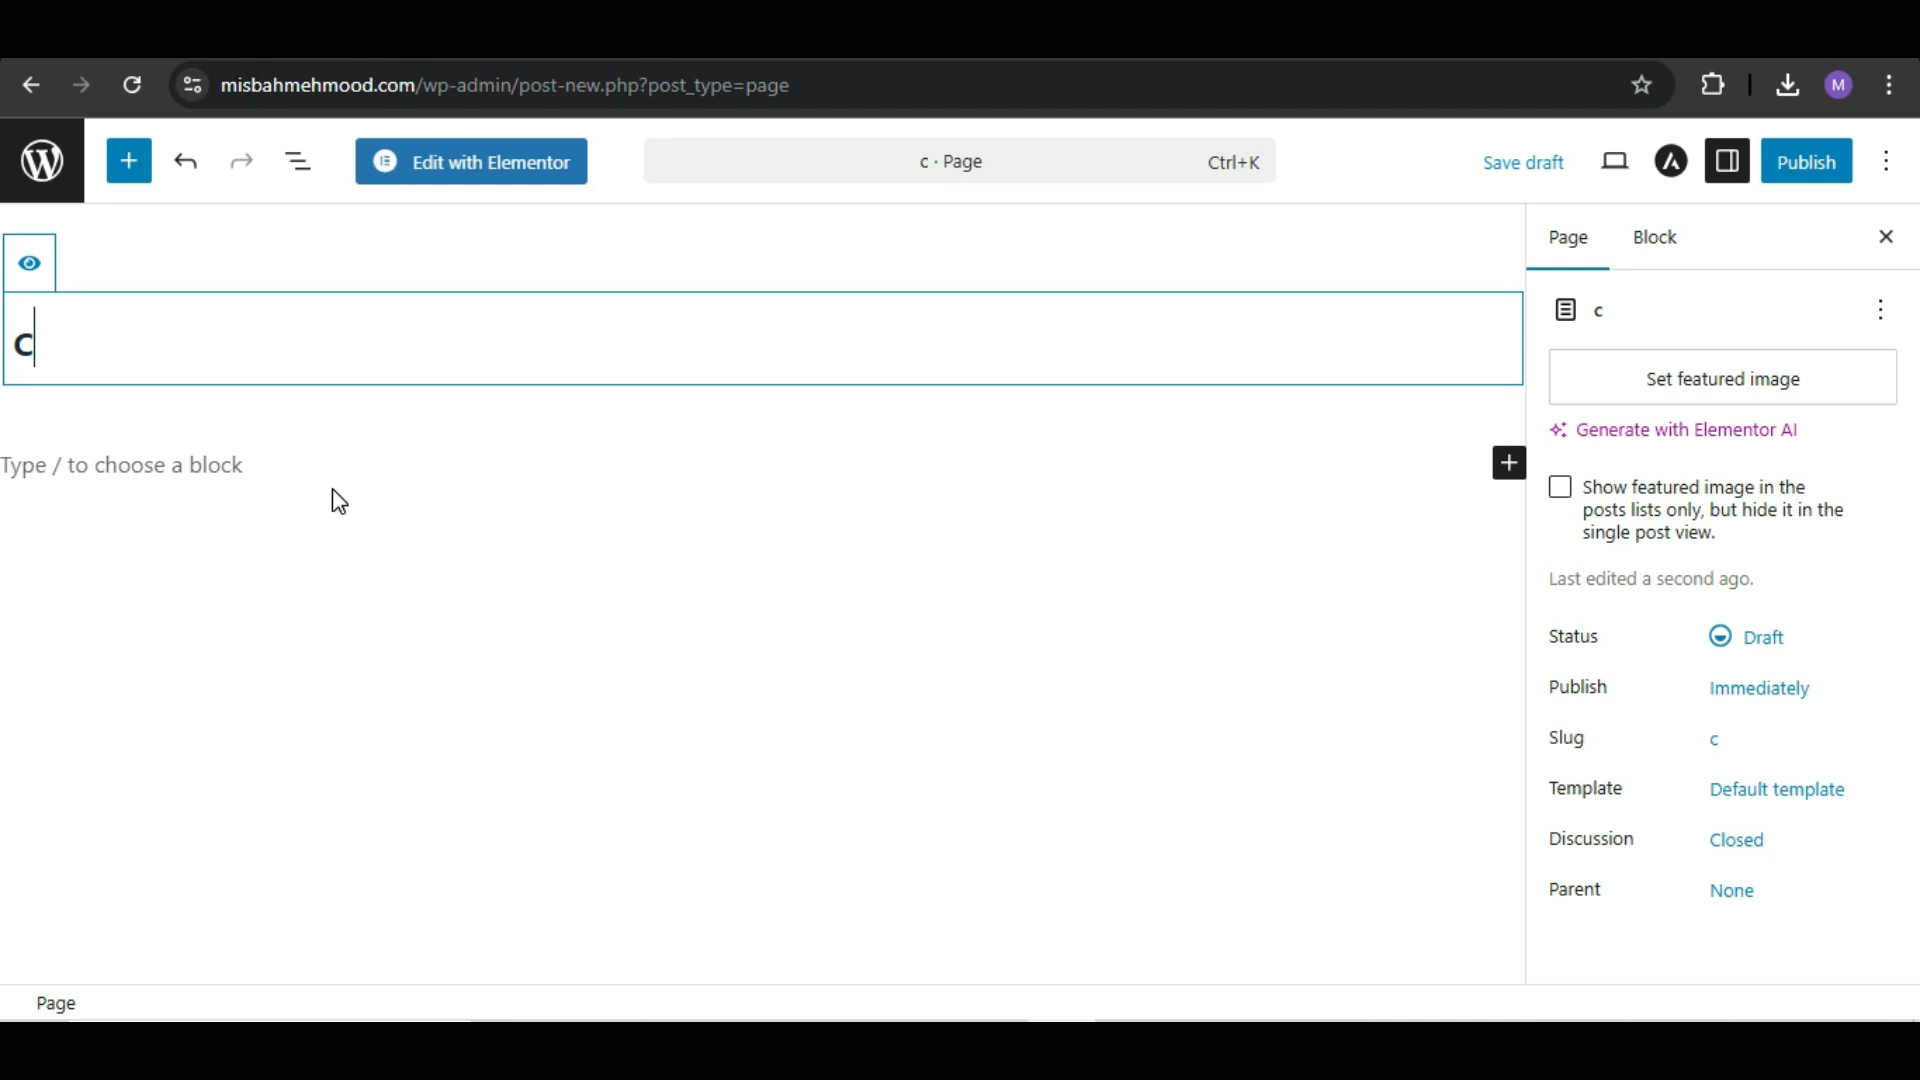 misbahmehmood.com/wp-admin/post-new.php?post_type=page
M
Edit with Elementor
c · Page
Ctrl+K
Save draft
Publish
Page
Block
c
c
Set featured image
Generate with Elementor AI
Type / to choose a block
Show featured image in the
posts lists only, but hide it in the
single post view.
Last edited a second ago.
Status
Draft
Publish
Immediately
Slug
c
Template
Default template
Discussion
Closed
Parent
None
Page